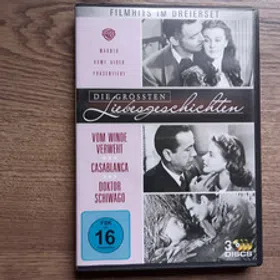 FILMHITS IM DREIERSET
WARNER
HOME VIDEO
PRÄSENTIERT
DIE GRÖSSTEN
Liebesgeschichten
VOM WINDE
VERWEHT
CASABLANCA
DOKTOR
SCHIWAGO
FSK
16
3
DISCS